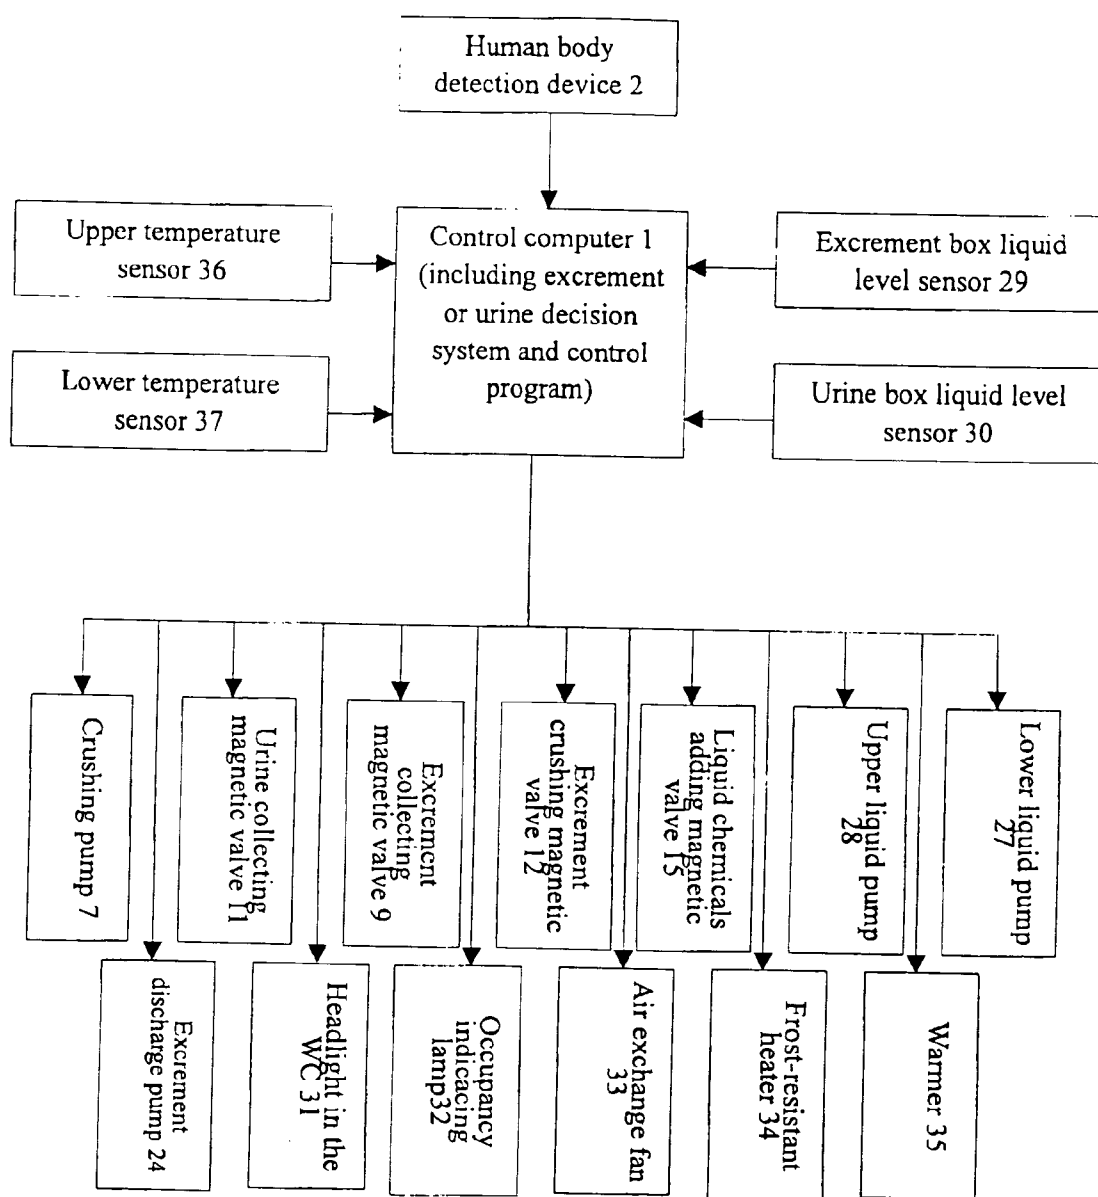 Human body
detection device 2
Upper temperature
sensor 36
Control computer 1
(including excrement
or urine decision
system and control
program)
Excrement box liquid
level sensor 29
Lower temperature
sensor 37
Urine box liquid level
sensor 30
Crushing pump 7
Urine collecting
magnetic valve 11
Excrement
collecting
magnetic valve 9
Excrement
crushing magnetic
valve 12
Liquid chemicals
adding magnetic
valve 15
Upper liquid pump
28
Lower liquid pump
27
Excrement
discharge pump 24
Headlight in the
WC 31
Occupancy
indicacing
lamp32
Air exchange fan
33
Frost-resistant
heater 34
Warmer 35